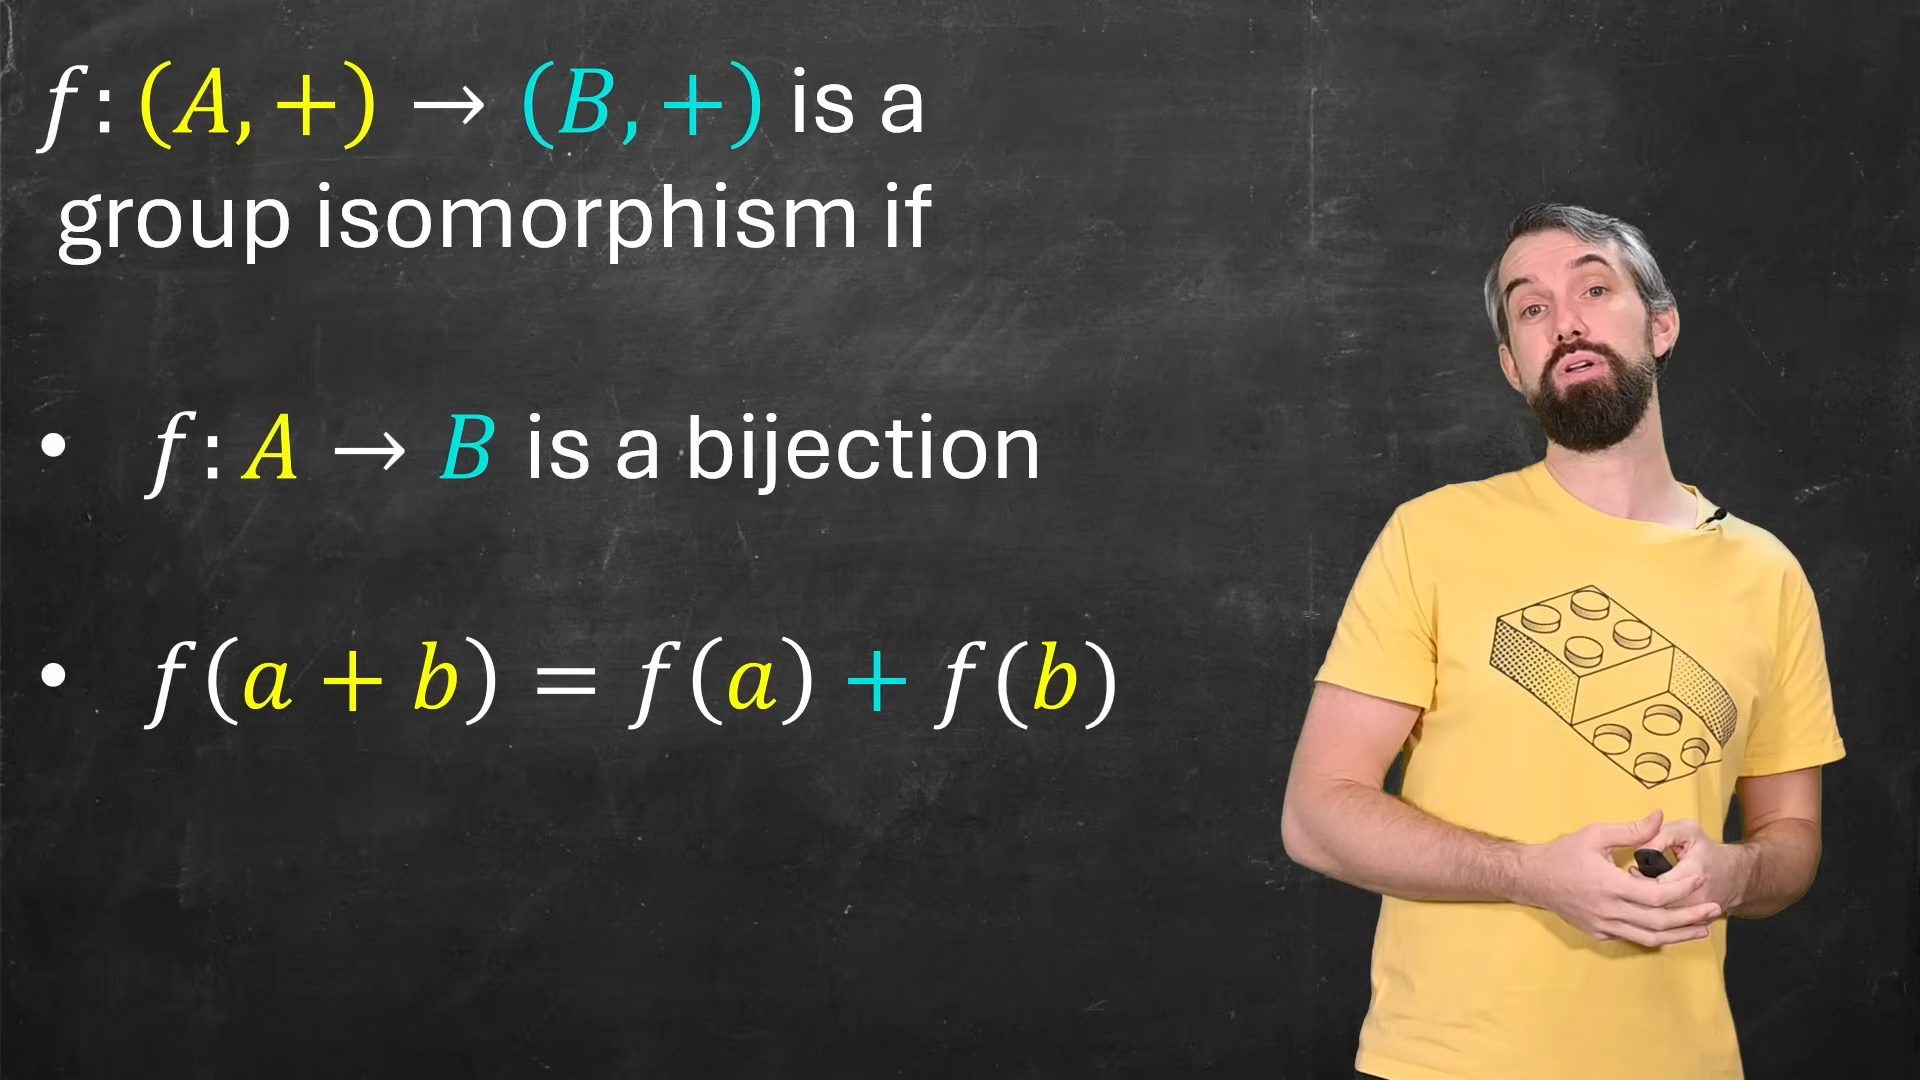 f: (A, +) → (B, +) is a
group isomorphism if
• f: A → B is a bijection
• f(a + b) = f(a) + f(b)